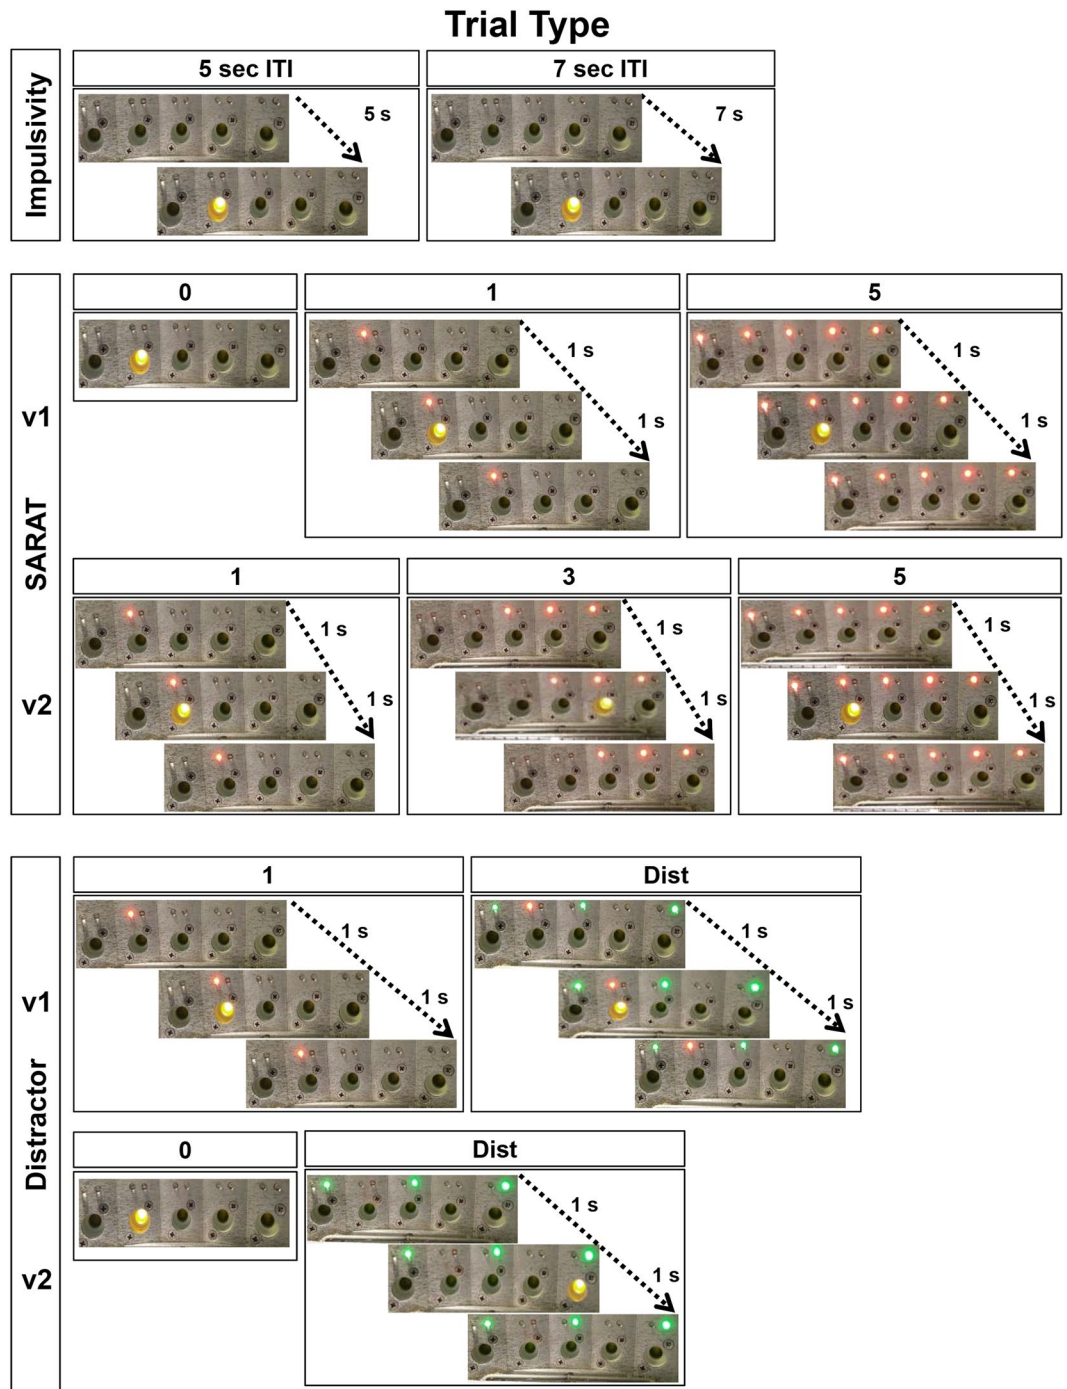 Trial Type
Impulsivity
5 sec ITI
7 sec ITI
5 s
7 s
SARAT
v1
0
1
5
1 s
1 s
1 s
1 s
v2
1
3
5
1 s
1 s
1 s
1 s
1 s
1 s
Distractor
v1
1
Dist
1 s
1 s
1 s
1 s
v2
0
Dist
1 s
1 s